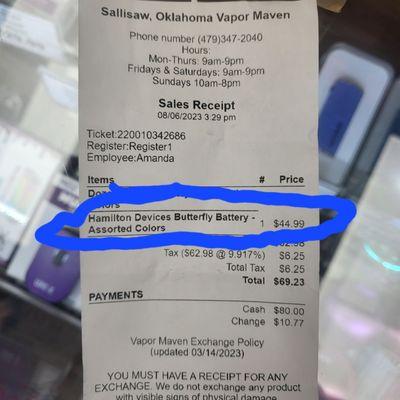 Sallisaw, Oklahoma Vapor Maven
Phone number (479)347-2040
Hours:
Mon-Thurs: 9am-9pm
Fridays & Saturdays: 9am-9pm
Sundays 10am-8pm
Sales Receipt
08/06/2023 3:29 pm
Ticket:220010342686
Register:Register1
Employee:Amanda
Items # Price
Colors
Hamilton Devices Butterfly Battery - 1 $44.99
Assorted Colors
$62.98
Tax ($62.98 @ 9.917%) $6.25
Total Tax $6.25
Total $69.23
PAYMENTS
Cash $80.00
Change $10.77
Vapor Maven Exchange Policy
(updated 03/14/2023)
YOU MUST HAVE A RECEIPT FOR ANY
EXCHANGE. We do not exchange any product
with visible signs of physical damage